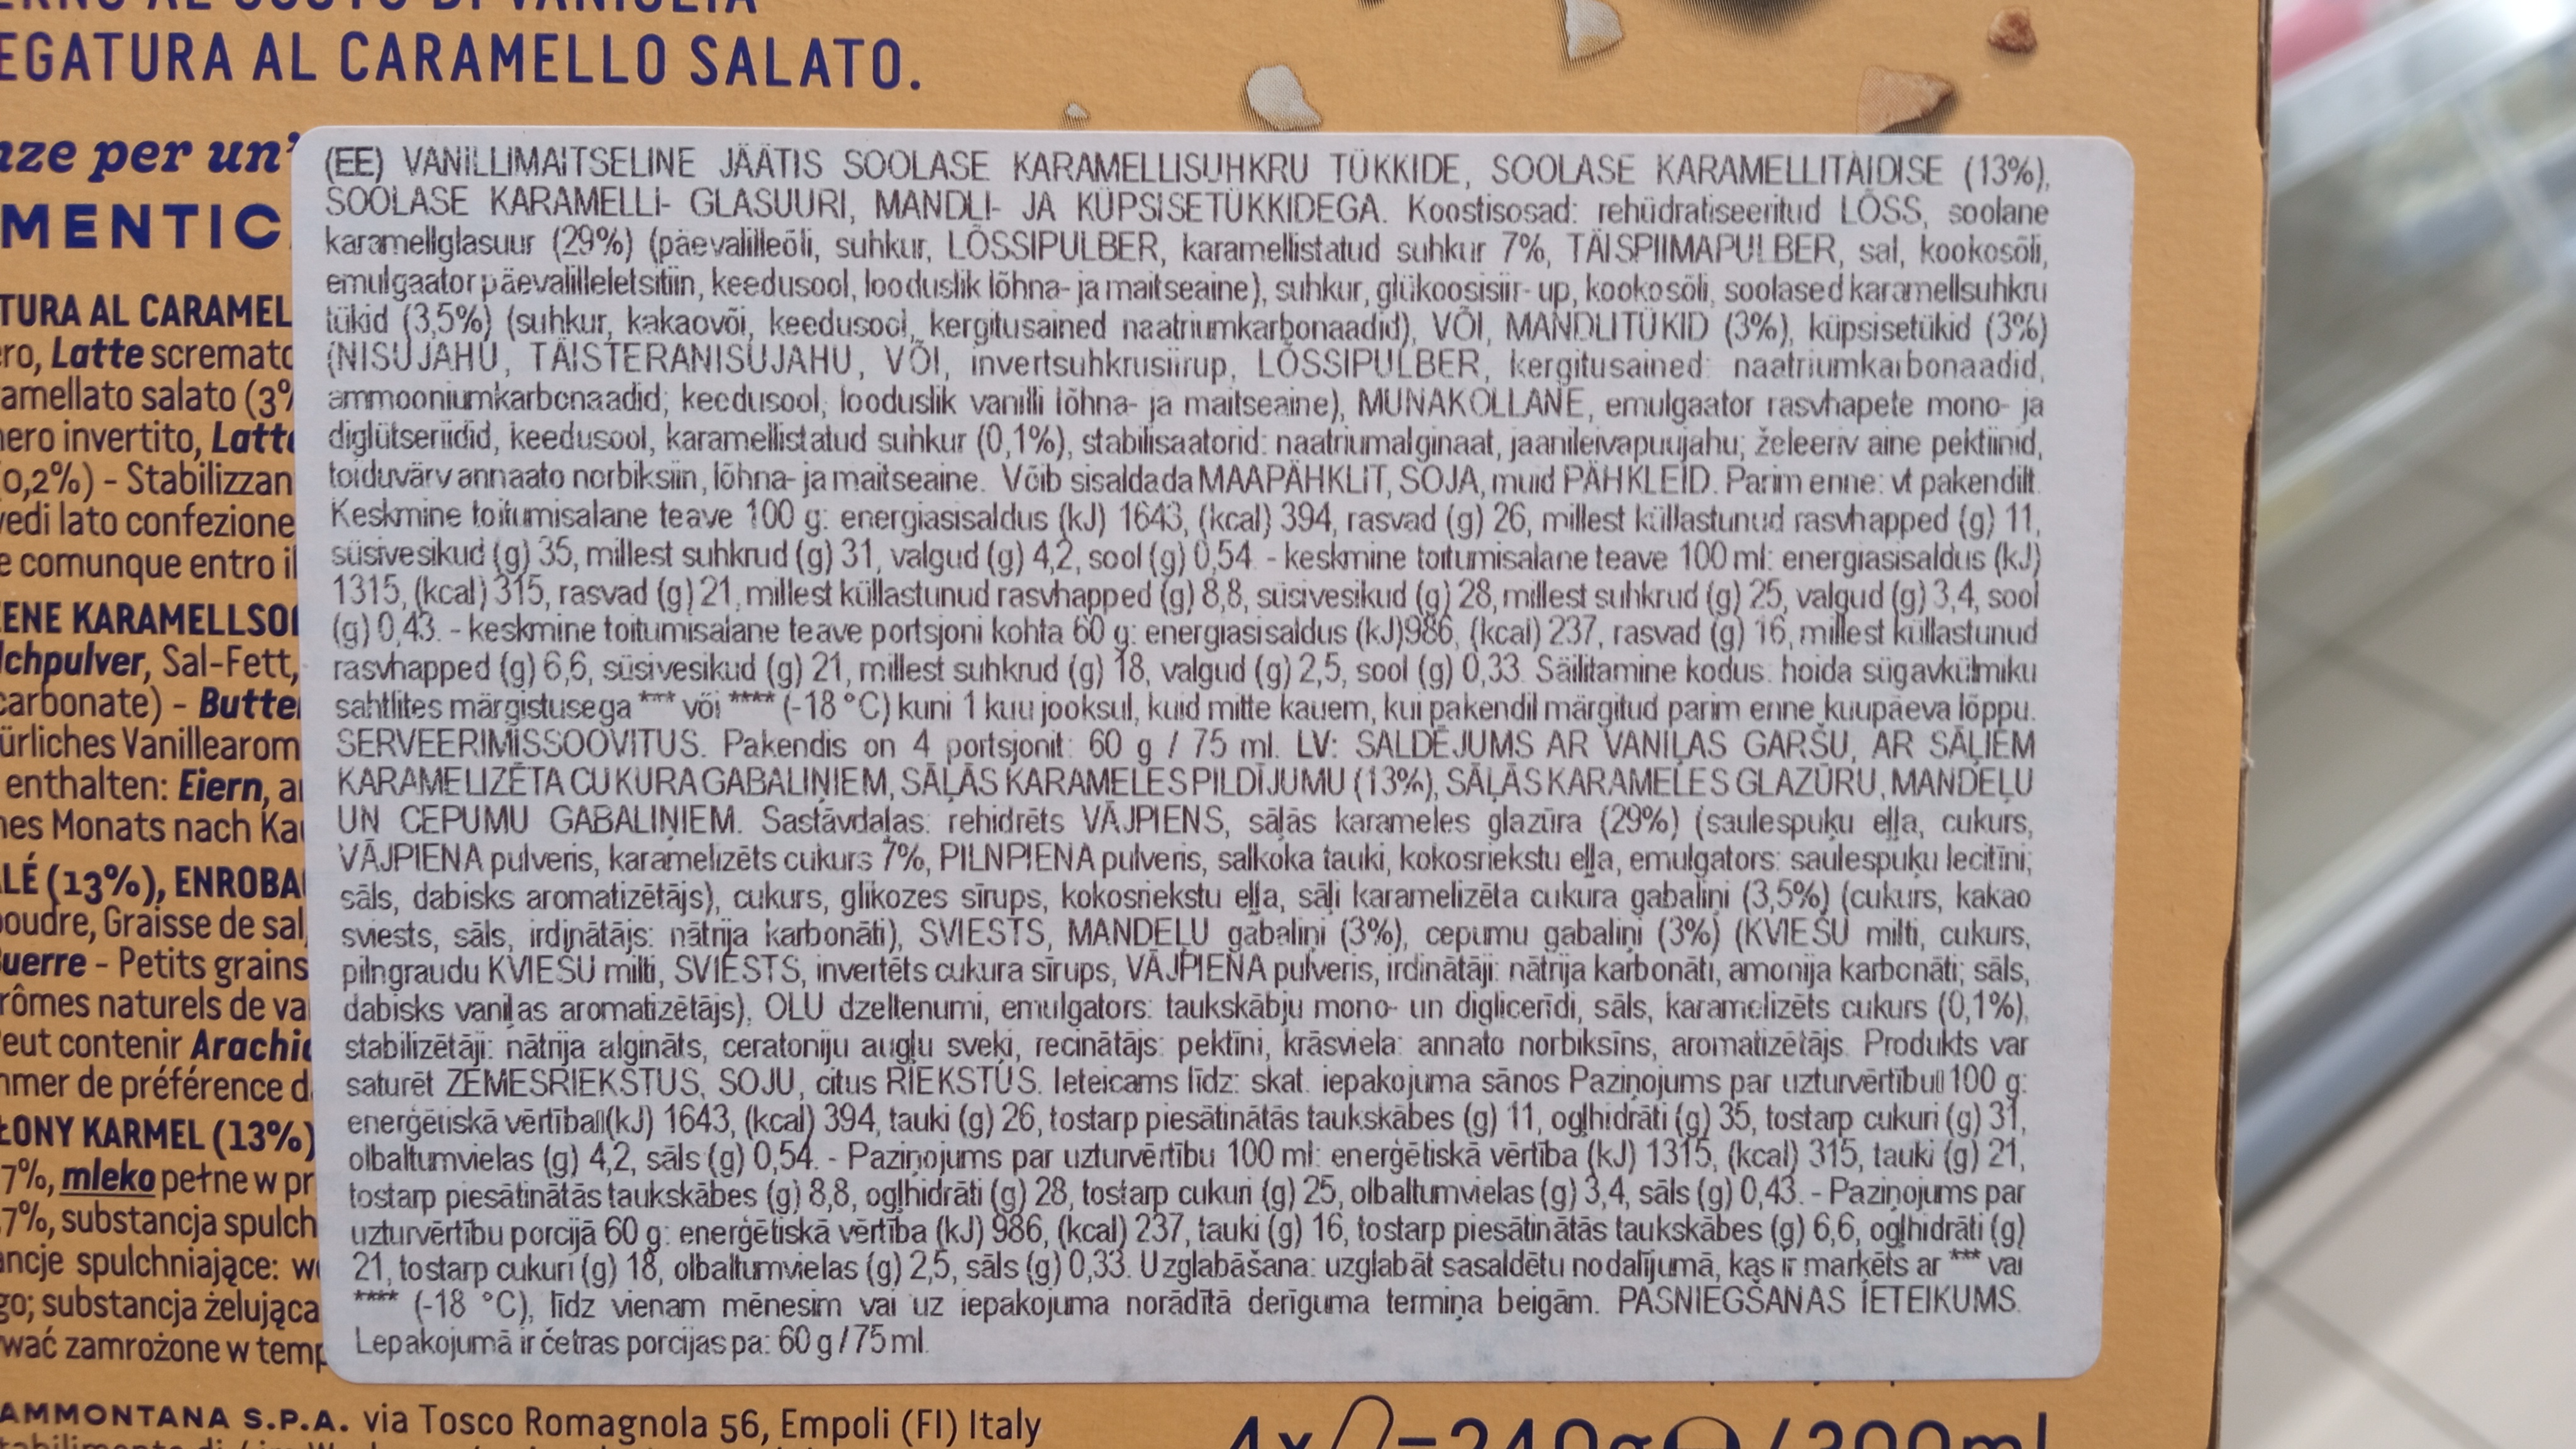 EGATURA AL CARAMELLO SALATO.
nze per un'
MENTIC
TURA AL CARAMEL
ro, Latte scremato
amellato salato (3%
ero invertito, Latte
0,2%) - Stabilizzan
vedi lato confezione
e comunque entro il
ENE KARAMELLSO
lchpulver, Sal-Fett,
carbonate) - Butter
ürliches Vanillearom
enthalten: Eiern, a
nes Monats nach Ka
LÉ (13%), ENROBA
poudre, Graisse de sal
uerre - Petits grains
rômes naturels de va
eut contenir Arachid
mmer de préférence d
ŁONY KARMEL (13%)
7%, mleko pełne w pr
7%, substancja spulch
ancje spulchniające: w
go; substancja żelująca
wać zamrożone w temp
(EE) VANILLIMAITSELINE JÄÄTIS SOOLASE KARAMELLISUHKRU TÜKKIDE, SOOLASE KARAMELLITÄIDISE (13%),
SOOLASE KARAMELLI- GLASUURI, MANDLI- JA KÜPSISETÜKKIDEGA. Koostisosad: rehüdratiseeritud LÕSS, soolane
karamellglasuur (29%) (päevalilleõli, suhkur, LÕSSIPULBER, karamellistatud suhkur 7%, TÄISPIIMAPULBER, sal, kookosõli,
emulgaator päevalilleletsitiin, keedusool, looduslik lõhna- ja maitseaine), suhkur, glükoosisiir- up, kookosõli, soolased karamellsuhkru
tükid (3,5%) (suhkur, kakaovõi, keedusool, kergitusained naatriumkarbonaadid), VÕI, MANDLITÜKID (3%), küpsisetükid (3%)
(NISUJAHU, TÄISTERANISUJAHU, VÕI, invertsuhkrusiirup, LÕSSIPULBER, kergitusained: naatriumkarbonaadid,
ammooniumkarbonaadid; keedusool, looduslik vanilli lõhna- ja maitseaine), MUNAKOLLANE, emulgaator rasvhapete mono- ja
diglütseriidid, keedusool, karamellistatud suhkur (0,1%), stabilisaatorid: naatriumalginaat, jaanileivapuujahu; želeeriv aine pektiinid,
toiduvärv annaato norbiksiin, lõhna- ja maitseaine. Võib sisaldada MAAPÄHKLIT, SOJA, muid PÄHKLEID. Parim enne: vt pakendilt.
Keskmine toitumisalane teave 100 g: energiasisaldus (kJ) 1643, (kcal) 394, rasvad (g) 26, millest küllastunud rasvhapped (g) 11,
süsivesikud (g) 35, millest suhkrud (g) 31, valgud (g) 4,2, sool (g) 0,54. - keskmine toitumisalane teave 100 ml: energiasisaldus (kJ)
1315, (kcal) 315, rasvad (g) 21, millest küllastunud rasvhapped (g) 8,8, süsivesikud (g) 28, millest suhkrud (g) 25, valgud (g) 3,4, sool
(g) 0,43. - keskmine toitumisalane teave portsjoni kohta 60 g: energiasisaldus (kJ)986, (kcal) 237, rasvad (g) 16, millest küllastunud
rasvhapped (g) 6,6, süsivesikud (g) 21, millest suhkrud (g) 18, valgud (g) 2,5, sool (g) 0,33. Säilitamine kodus: hoida sügavkülmiku
sahtlites märgistusega *** või **** (-18 °C) kuni 1 kuu jooksul, kuid mitte kauem, kui pakendil märgitud parim enne kuupäeva lõppu.
SERVEERIMISSOOVITUS. Pakendis on 4 portsjonit: 60 g / 75 ml. LV: SALDĒJUMS AR VANIĻAS GARŠU, AR SĀĻIEM
KARAMELIZĒTA CUKURA GABALIŅIEM, SĀĻĀS KARAMELES PILDĪJUMU (13%), SĀĻĀS KARAMELES GLAZŪRU, MANDEĻU
UN CEPUMU GABALIŅIEM. Sastāvdaļas: rehidrēts VĀJPIENS, sāļās karameles glazūra (29%) (saulespuķu eļļa, cukurs,
VĀJPIENA pulveris, karamelizēts cukurs 7%, PILNPIENA pulveris, salkoka tauki, kokosriekstu eļļa, emulgators: saulespuķu lecitīni;
sāls, dabisks aromatizētājs), cukurs, glikozes sīrups, kokosriekstu eļļa, sāļi karamelizēta cukura gabaliņi (3,5%) (cukurs, kakao
sviests, sāls, irdinātājs: nātrija karbonāti), SVIESTS, MANDEĻU gabaliņi (3%), cepumu gabaliņi (3%) (KVIEŠU milti, cukurs,
pilngraudu KVIEŠU milti, SVIESTS, invertēts cukura sīrups, VĀJPIENA pulveris, irdinātāji: nātrija karbonāti, amonija karbonāti; sāls,
dabisks vaniļas aromatizētājs), OLU dzeltenumi, emulgators: taukskābju mono- un diglicerīdi, sāls, karamelizēts cukurs (0,1%),
stabilizētāji: nātrija algināts, ceratoniju augļu sveķi, recinātājs: pektīni, krāsviela: annato norbiksīns, aromatizētājs. Produkts var
saturēt ZEMESRIEKSTUS, SOJU, citus RIEKSTUS. Ieteicams līdz: skat. iepakojuma sānos Paziņojums par uzturvērtību 100 g:
enerģētiskā vērtība (kJ) 1643, (kcal) 394, tauki (g) 26, tostarp piesātinātās taukskābes (g) 11, ogļhidrāti (g) 35, tostarp cukuri (g) 31,
olbaltumvielas (g) 4,2, sāls (g) 0,54. - Paziņojums par uzturvērtību 100 ml: enerģētiskā vērtība (kJ) 1315, (kcal) 315, tauki (g) 21,
tostarp piesātinātās taukskābes (g) 8,8, ogļhidrāti (g) 28, tostarp cukuri (g) 25, olbaltumvielas (g) 3,4, sāls (g) 0,43. - Paziņojums par
uzturvērtību porcijā 60 g: enerģētiskā vērtība (kJ) 986, (kcal) 237, tauki (g) 16, tostarp piesātinātās taukskābes (g) 6,6, ogļhidrāti (g)
21, tostarp cukuri (g) 18, olbaltumvielas (g) 2,5, sāls (g) 0,33. Uzglabāšana: uzglabāt sasaldētu nodalījumā, kas ir marķēts ar *** vai
**** (-18 °C), līdz vienam mēnesim vai uz iepakojuma norādītā derīguma termiņa beigām. PASNIEGŠANAS IETEIKUMS.
Lepakojumā ir četras porcijas pa: 60 g / 75 ml.
AMMONTANA S.P.A. via Tosco Romagnola 56, Empoli (FI) Italy
4x = 240g / 300ml